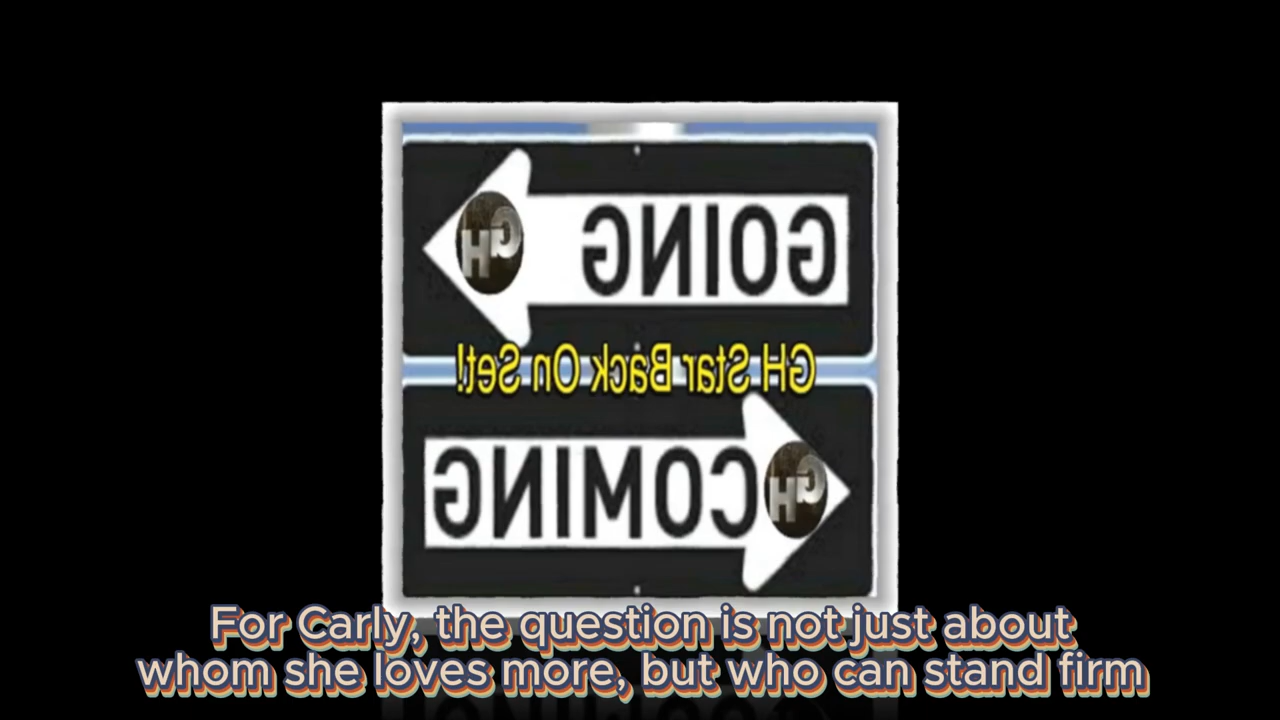 GOING
GH
GH Star Back On Set!
COMING
GH
For Carly, the question is not just about
whom she loves more, but who can stand firm